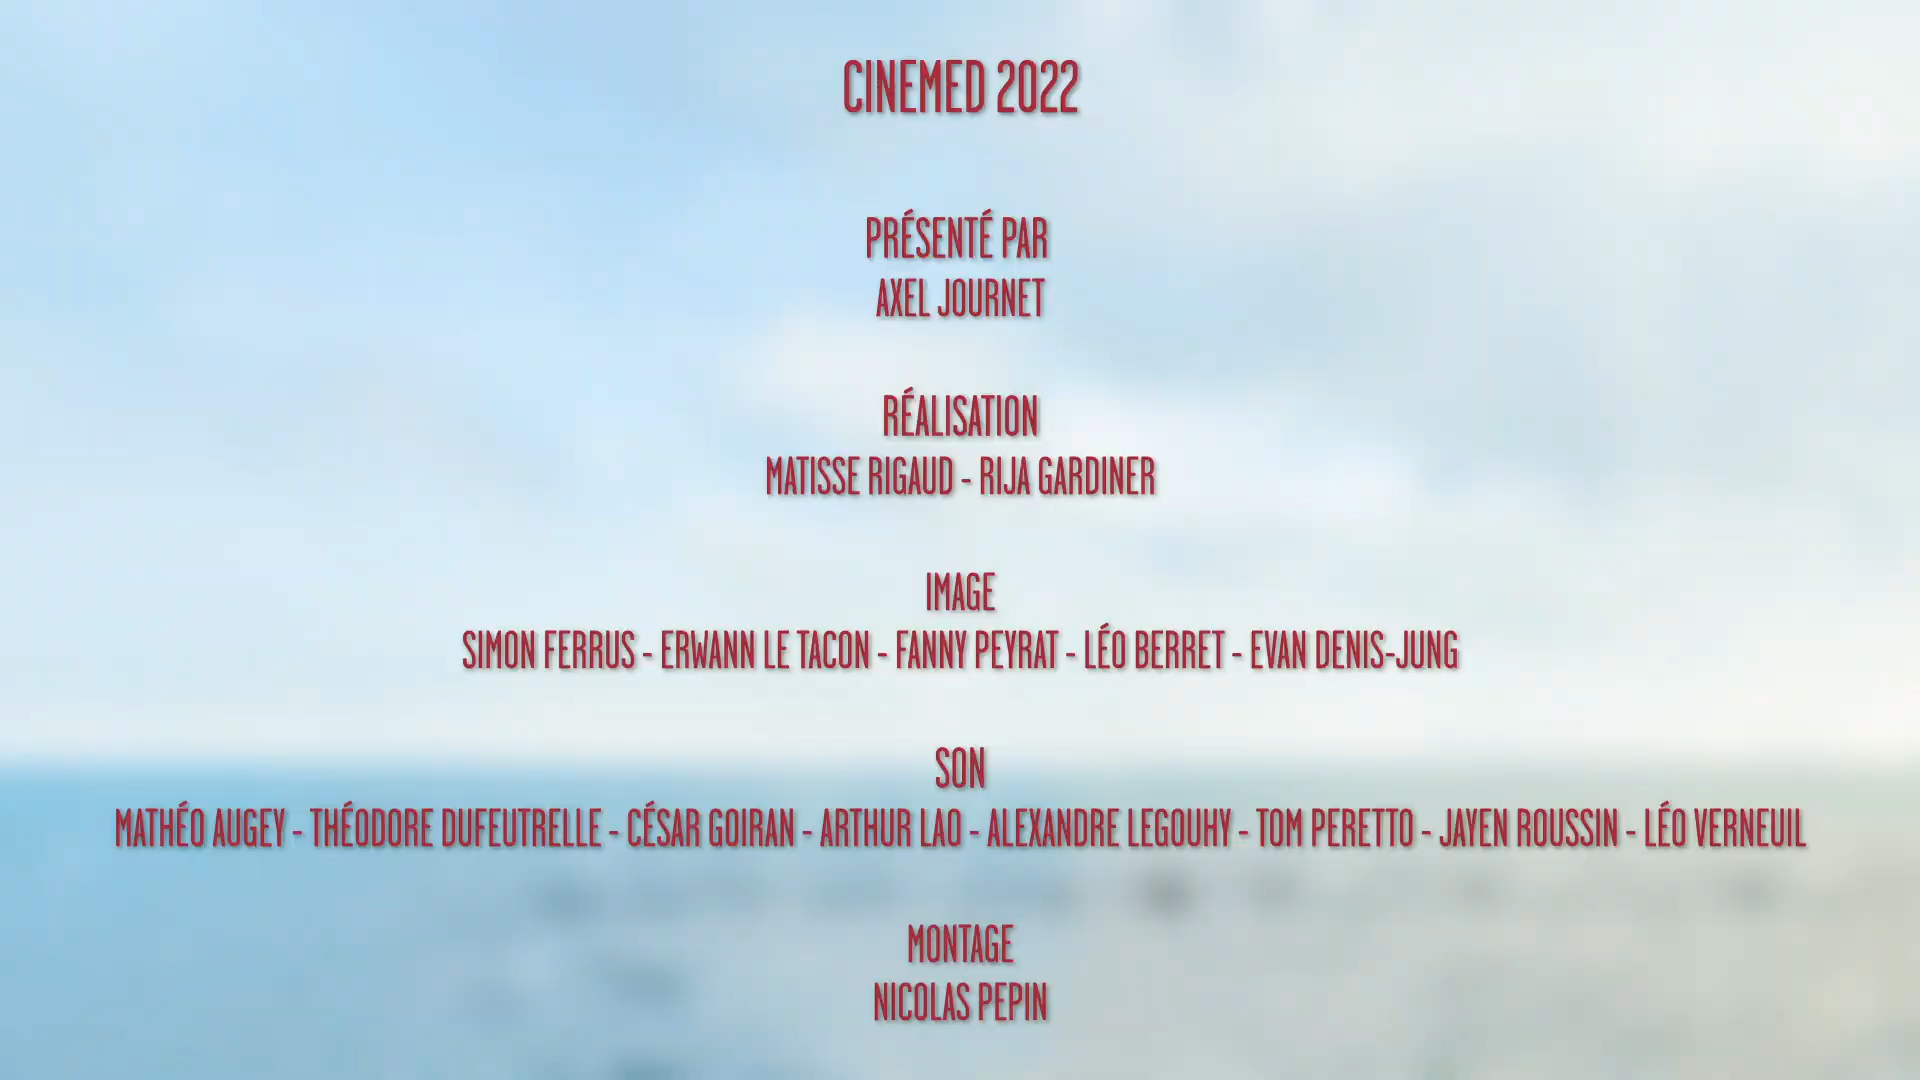 CINEMED 2022
PRÉSENTÉ PAR
AXEL JOURNET
RÉALISATION
MATISSE RIGAUD - RIJA GARDINER
IMAGE
SIMON FERRUS - ERWANN LE TACON - FANNY PEYRAT - LÉO BERRET - EVAN DENIS-JUNG
SON
MATHÉO AUGEY - THÉODORE DUFEUTRELLE - CÉSAR GOIRAN - ARTHUR LAO - ALEXANDRE LEGOUHY - TOM PERETTO - JAYEN ROUSSIN - LÉO VERNEUIL
MONTAGE
NICOLAS PEPIN